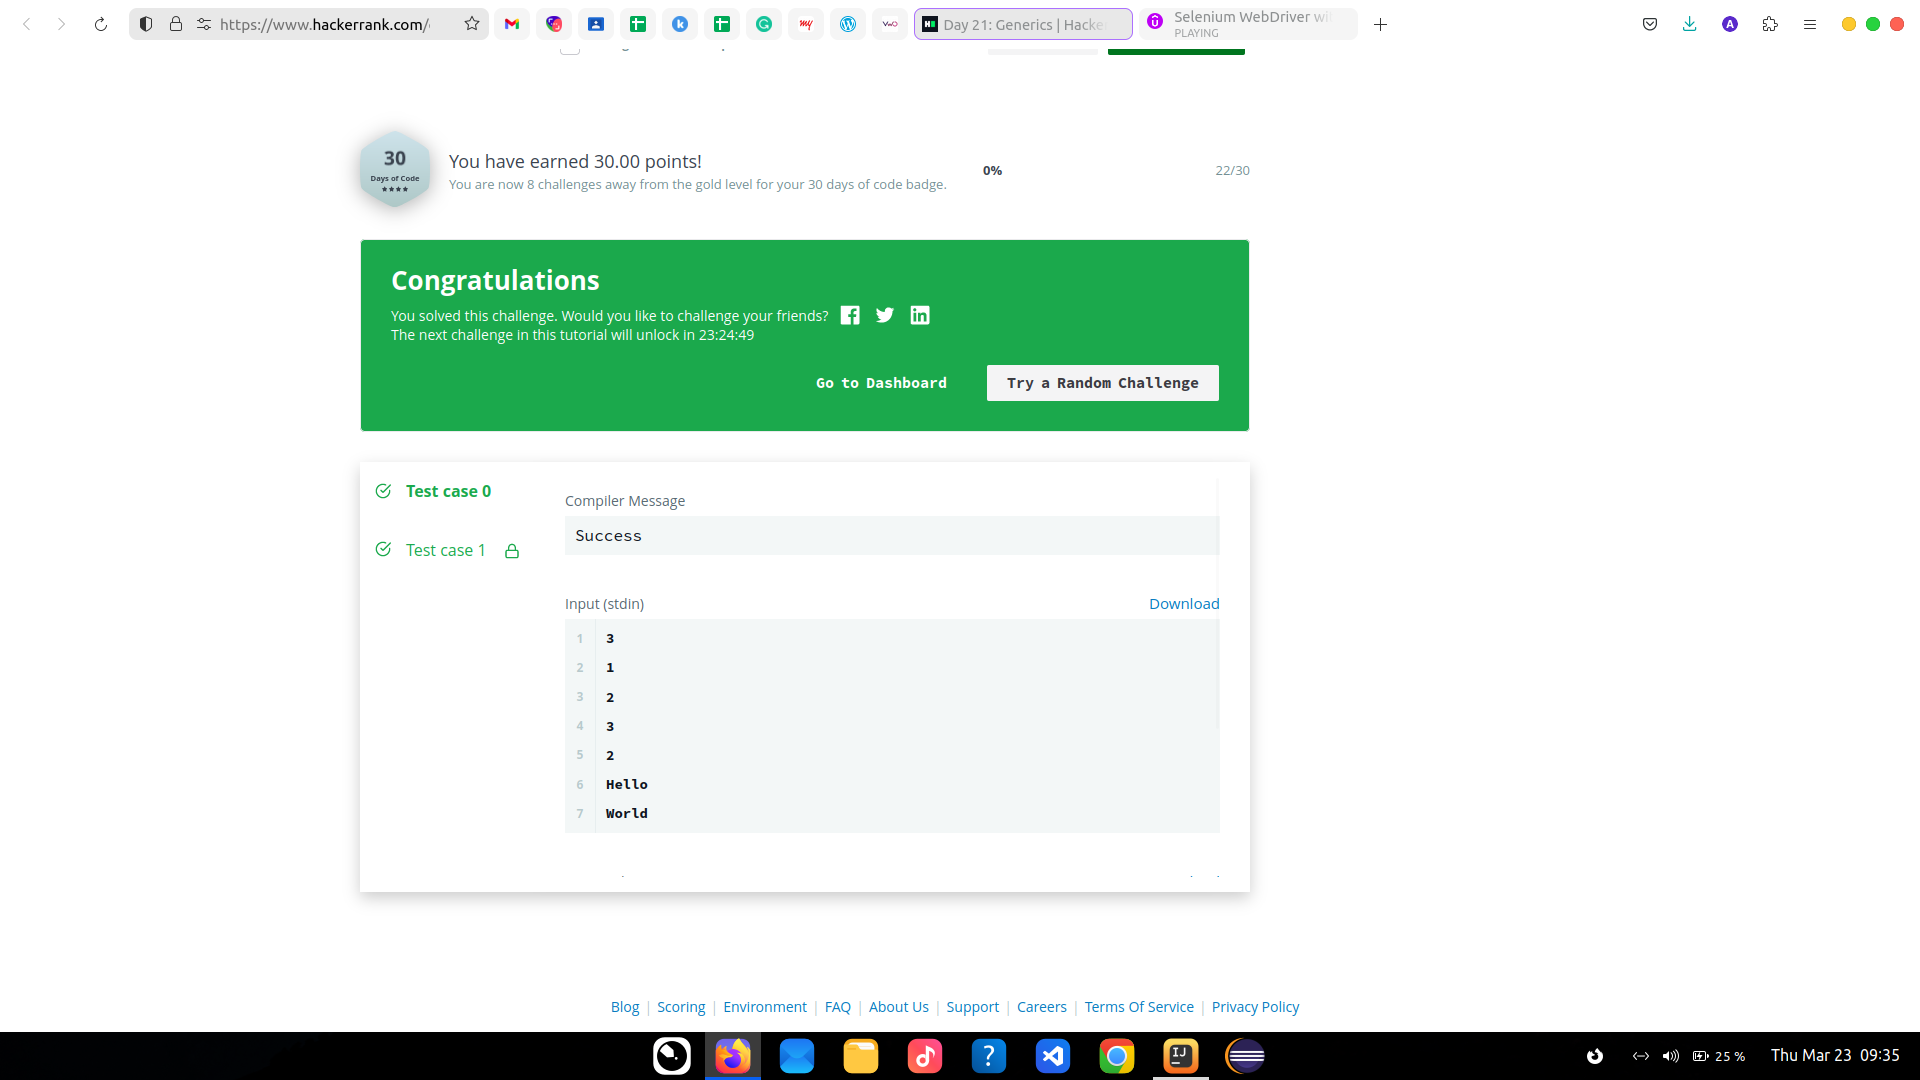 https://www.hackerrank.com/
Day 21: Generics | Hacke
Selenium WebDriver wi
PLAYING
30
Days of Code
You have earned 30.00 points!
You are now 8 challenges away from the gold level for your 30 days of code badge.
0%
22/30
Congratulations
You solved this challenge. Would you like to challenge your friends?
The next challenge in this tutorial will unlock in 23:24:49
Go to Dashboard
Try a Random Challenge
Test case 0
Test case 1
Compiler Message
Success
Input (stdin)
Download
1 3
2 1
3 2
4 3
5 2
6 Hello
7 World
Blog | Scoring | Environment | FAQ | About Us | Support | Careers | Terms Of Service | Privacy Policy
25 %
Thu Mar 23 09:35